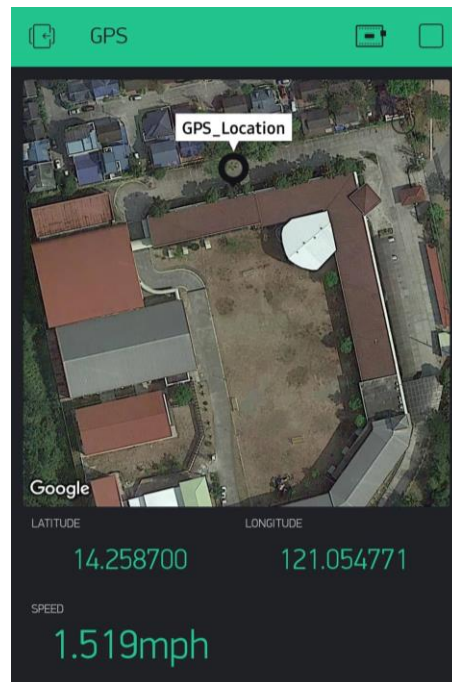 GPS
GPS_Location
Google
LATITUDE
LONGITUDE
14.258700
121.054771
SPEED
1.519mph